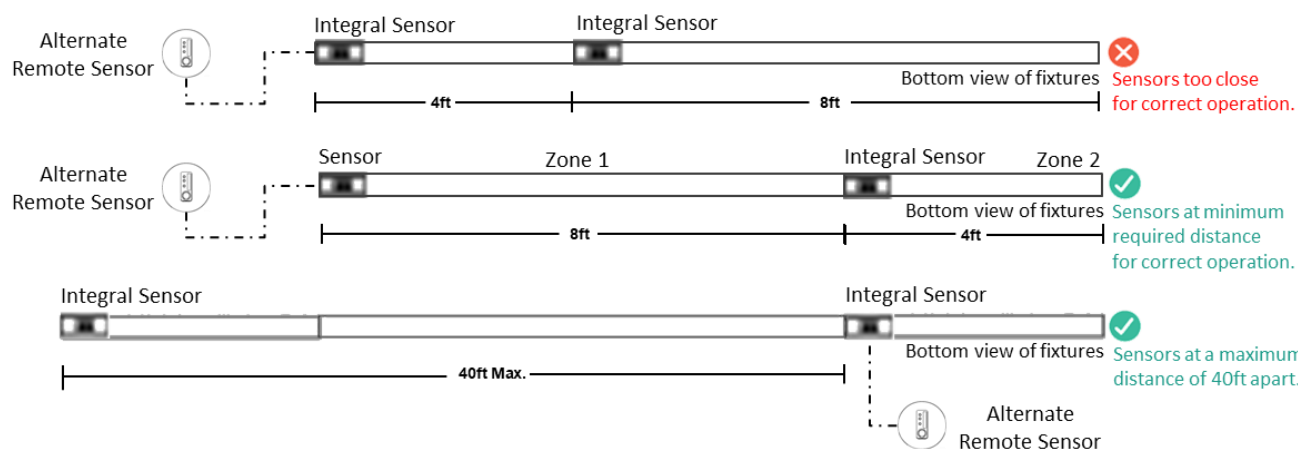 Integral Sensor
Integral Sensor
Alternate
Remote Sensor
Bottom view of fixtures
Sensors too close
for correct operation.
4ft
8ft
Sensor
Zone 1
Integral Sensor
Zone 2
Alternate
Remote Sensor
Bottom view of fixtures
Sensors at minimum
required distance
for correct operation.
8ft
4ft
Integral Sensor
Integral Sensor
Bottom view of fixtures
Sensors at a maximum
distance of 40ft apart.
40ft Max.
Alternate
Remote Sensor